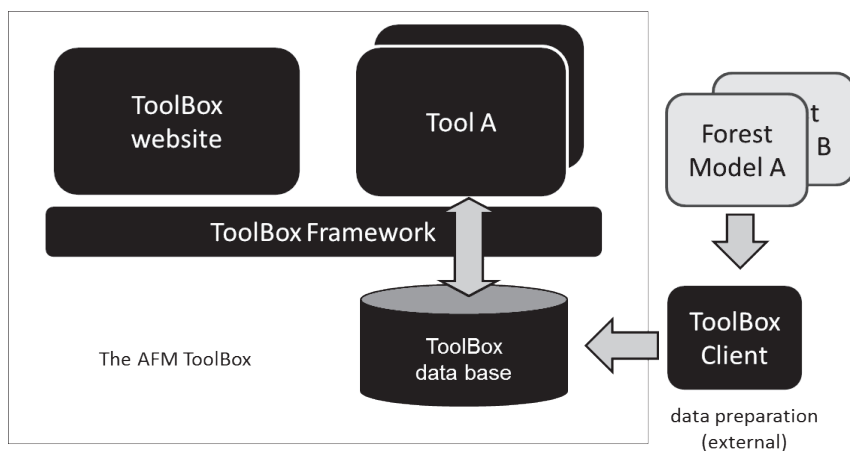 ToolBox
website
Tool A
Forest
Model A
t
B
ToolBox Framework
ToolBox
data base
ToolBox
Client
The AFM ToolBox
data preparation
(external)